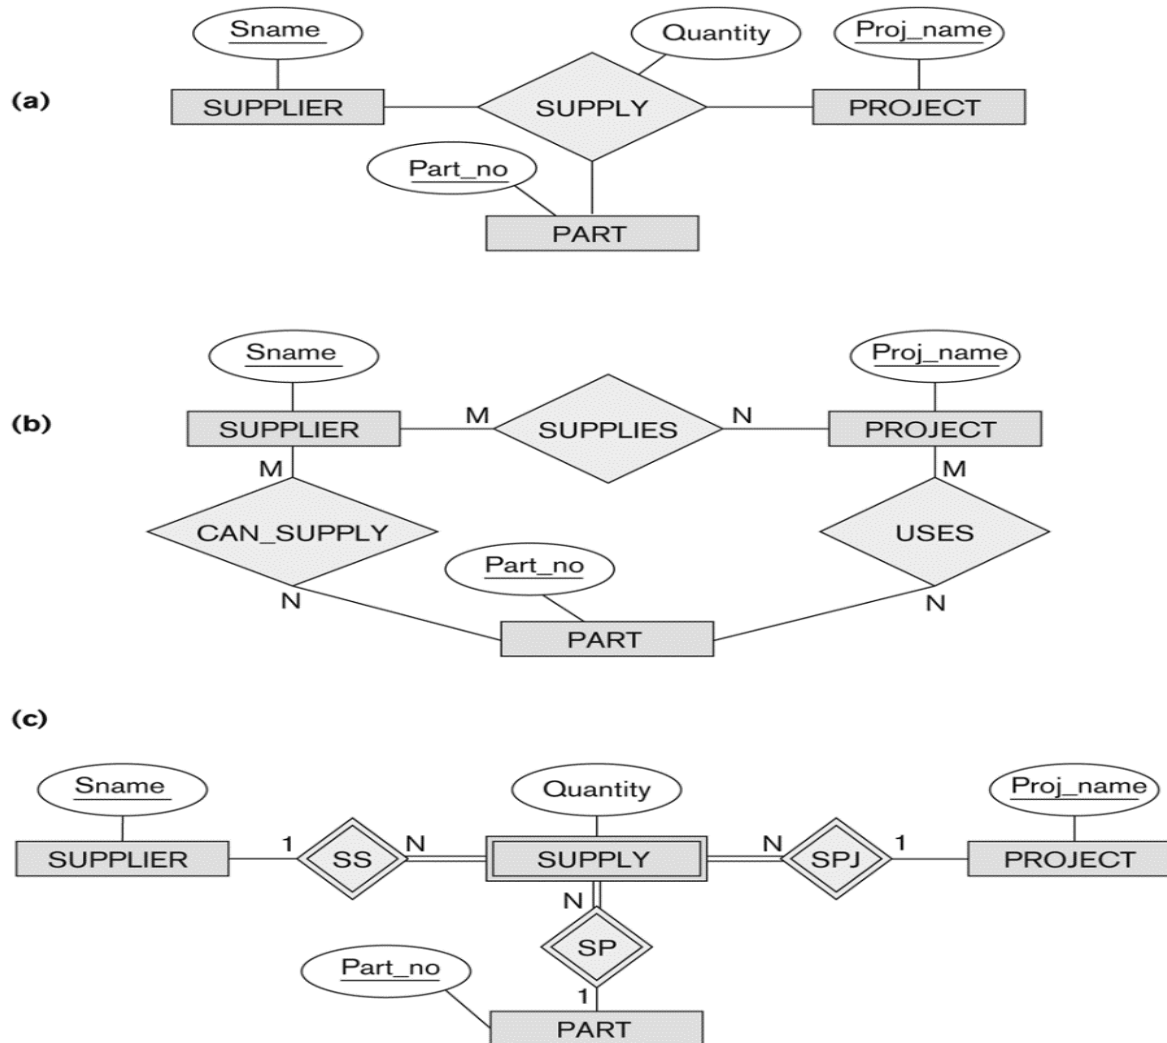 Sname
Quantity
Proj_name
(a)
SUPPLIER
SUPPLY
PROJECT
Part_no
PART
Sname
Proj_name
(b)
SUPPLIER
M
SUPPLIES
N
PROJECT
M
M
CAN_SUPPLY
USES
Part_no
N
N
PART
(c)
Sname
Quantity
Proj_name
SUPPLIER
1
SS
N
SUPPLY
N
SPJ
1
PROJECT
N
SP
Part_no
1
PART